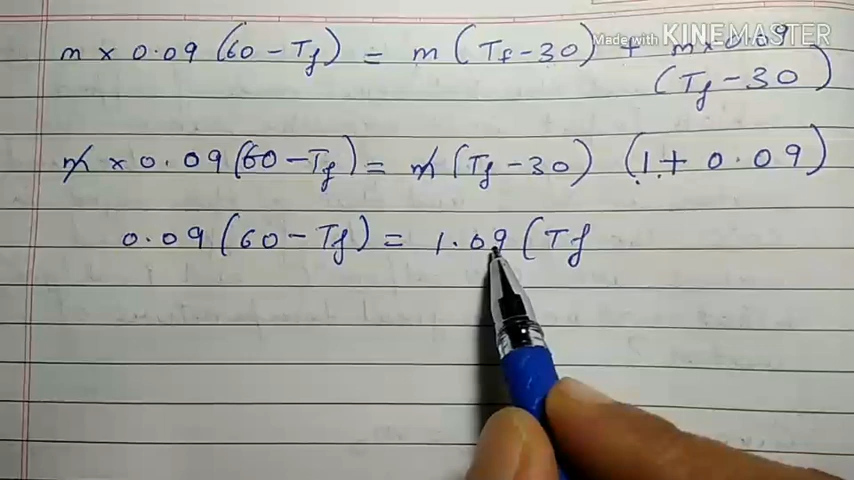 Made with KINEMASTER
m × 0.09 (60 - Tf) = m (Tf - 30) + m × 0.09
(Tf - 30)
m × 0.09 (60 - Tf) = m (Tf - 30) (1 + 0.09)
0.09 (60 - Tf) = 1.09 (Tf